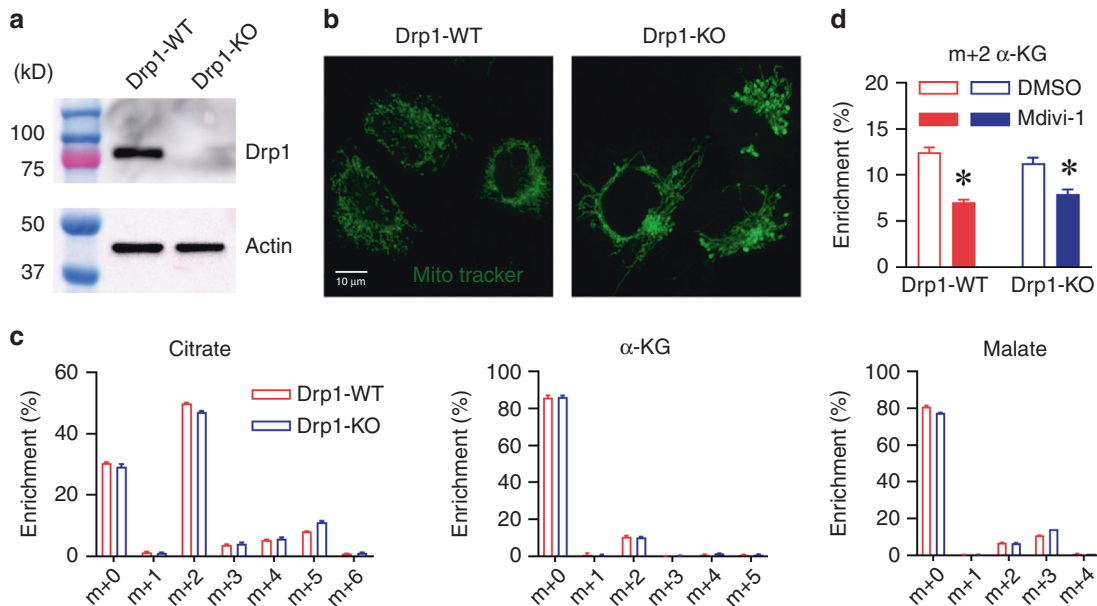 a
Drp1-WT
Drp1-KO
(kD)
100
75
Drp1
50
37
Actin
b
Drp1-WT
Drp1-KO
10 μm
Mito tracker
d
m+2 α-KG
DMSO
Mdivi-1
Enrichment (%)
20
15
10
5
0
*
*
Drp1-WT
Drp1-KO
c
Citrate
Enrichment (%)
60
40
20
0
Drp1-WT
Drp1-KO
m+0
m+1
m+2
m+3
m+4
m+5
m+6
α-KG
Enrichment (%)
100
80
60
40
20
0
m+0
m+1
m+2
m+3
m+4
m+5
Malate
Enrichment (%)
100
80
60
40
20
0
m+0
m+1
m+2
m+3
m+4